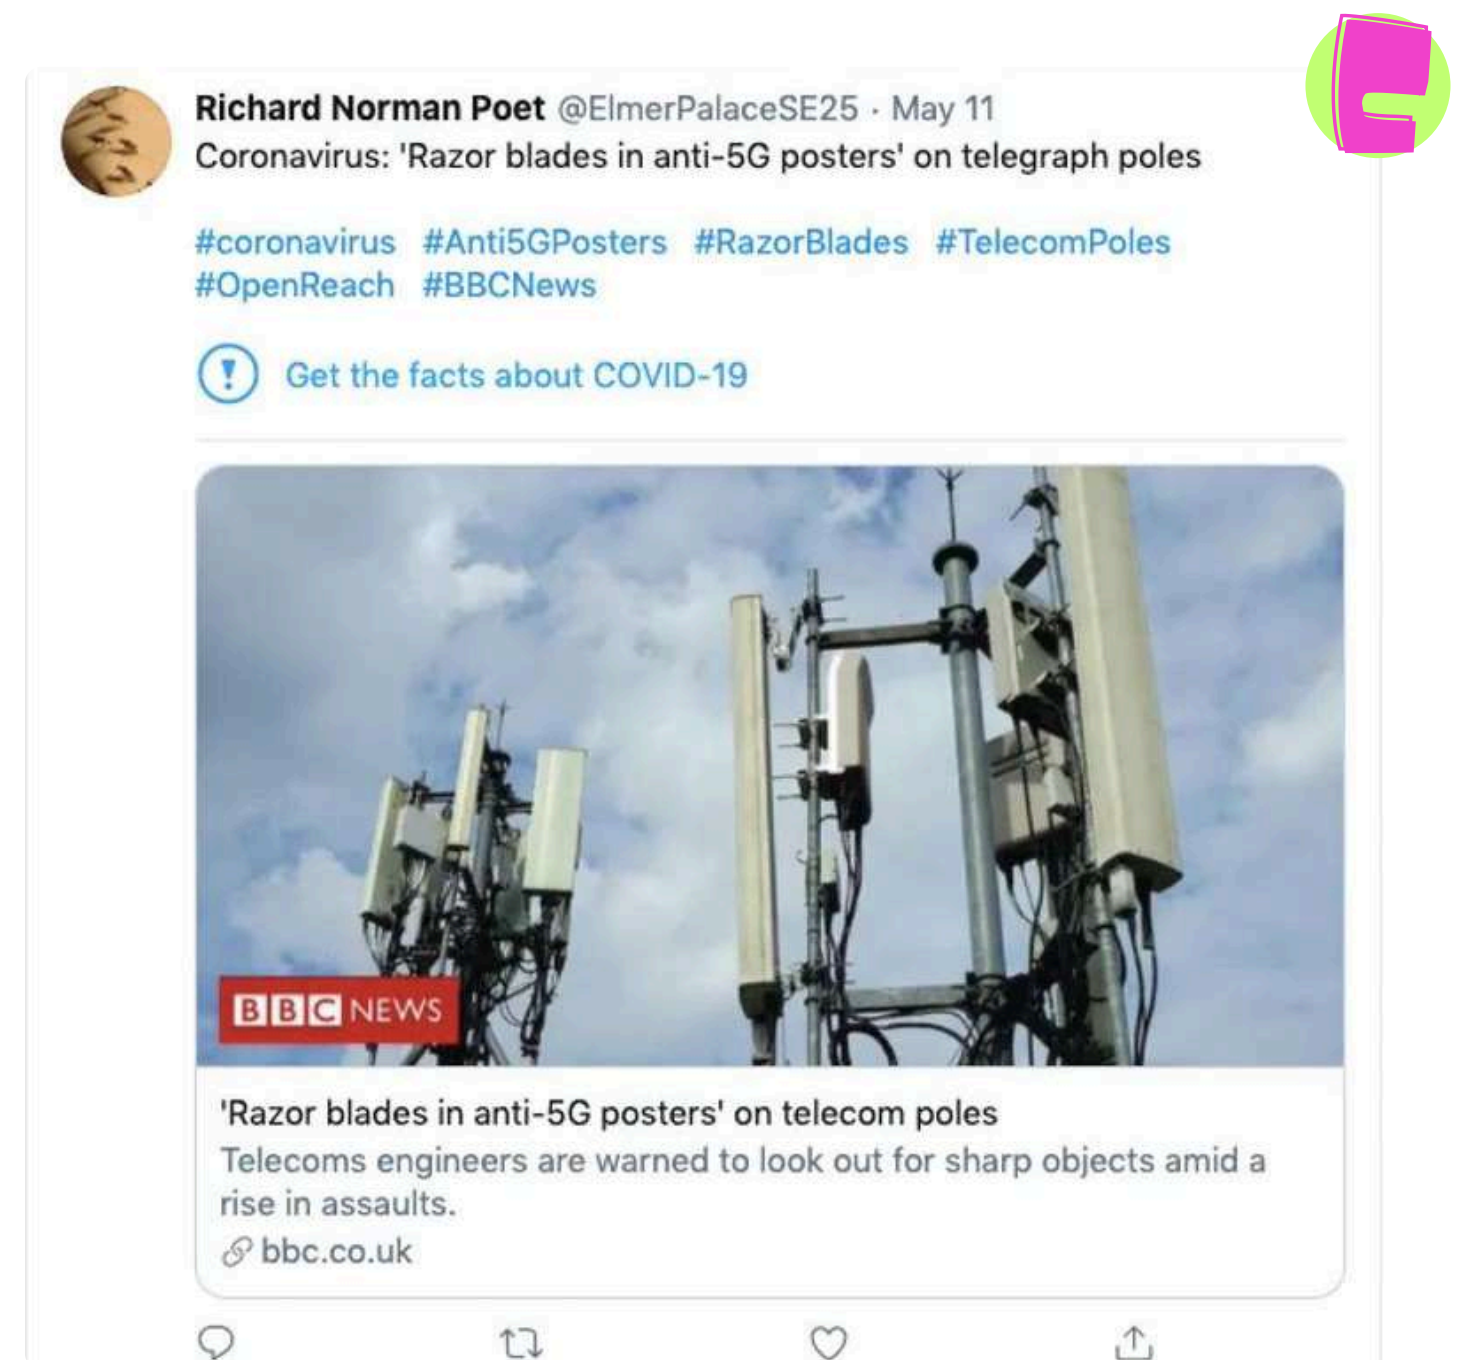 Richard Norman Poet @ElmerPalaceSE25 · May 11
Coronavirus: 'Razor blades in anti-5G posters' on telegraph poles
#coronavirus #Anti5GPosters #RazorBlades #TelecomPoles
#OpenReach #BBCNews
Get the facts about COVID-19
BBC NEWS
'Razor blades in anti-5G posters' on telecom poles
Telecoms engineers are warned to look out for sharp objects amid a
rise in assaults.
bbc.co.uk